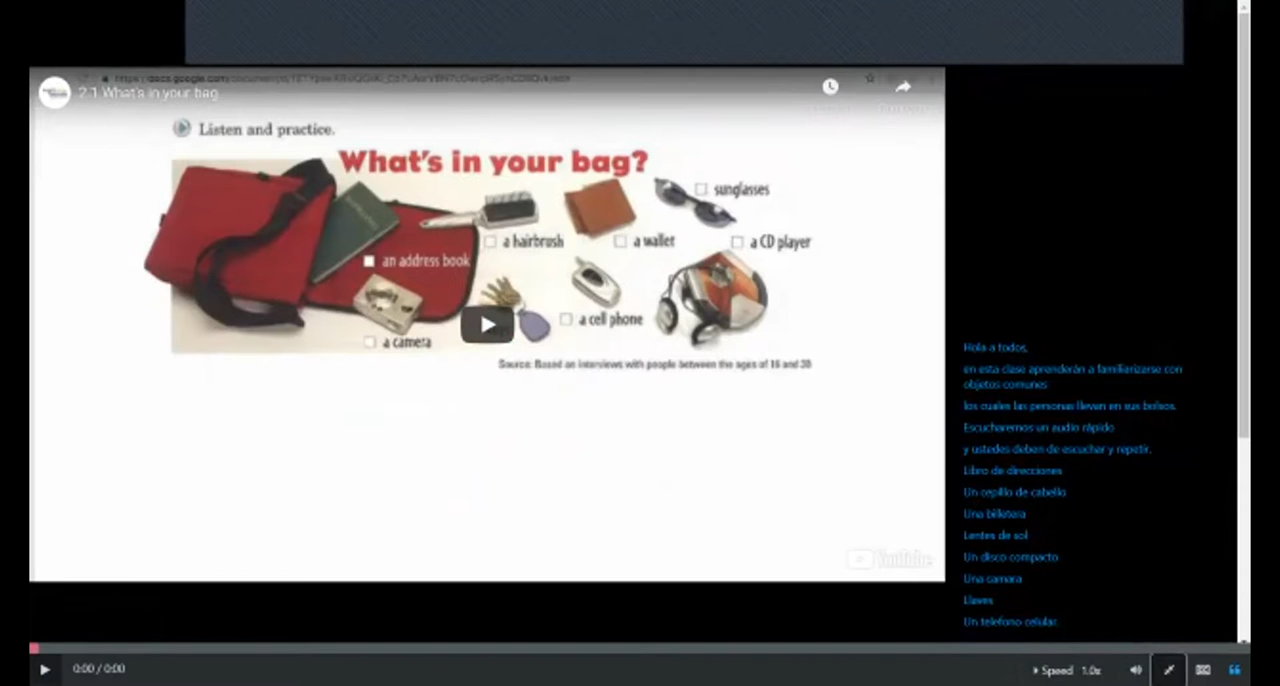 2.1 What's in your bag
Listen and practice.
What's in your bag?
sunglasses
a hairbrush
a wallet
a CD player
an address book
a cell phone
a camera
Source: Based on interviews with people between the ages of 16 and
YouTube
Hola a todos,
en esta clase aprenderán a familiarizarse con
objetos comunes
los cuales las personas llevan en sus bolsos.
Escucharemos un audio rápido
y ustedes deben de escuchar y repetir.
Libro de direcciones
Un cepillo de cabello
Una billetera
Lentes de sol
Un disco compacto
Una camara
Llaves
Un telefono celular.
0:00 / 0:00
Speed 1.0x